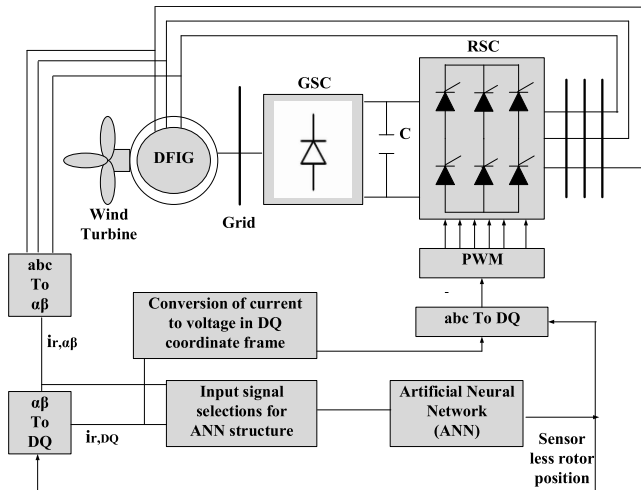 RSC
GSC
C
DFIG
Wind
Turbine
Grid
PWM
-
abc
To
αβ
Conversion of current
to voltage in DQ
coordinate frame
abc To DQ
ir,αβ
αβ
To
DQ
ir,DQ
Input signal
selections for
ANN structure
Artificial Neural
Network
(ANN)
Sensor
less rotor
position